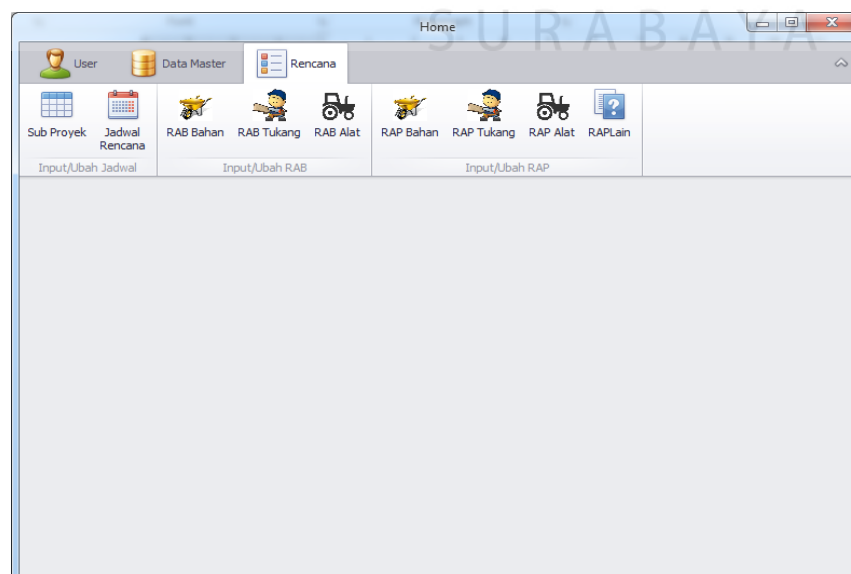 SURABAYA
Home
User Data Master Rencana
Sub Proyek Jadwal Rencana RAB Bahan RAB Tukang RAB Alat RAP Bahan RAP Tukang RAP Alat RAPLain
Input/Ubah Jadwal Input/Ubah RAB Input/Ubah RAP